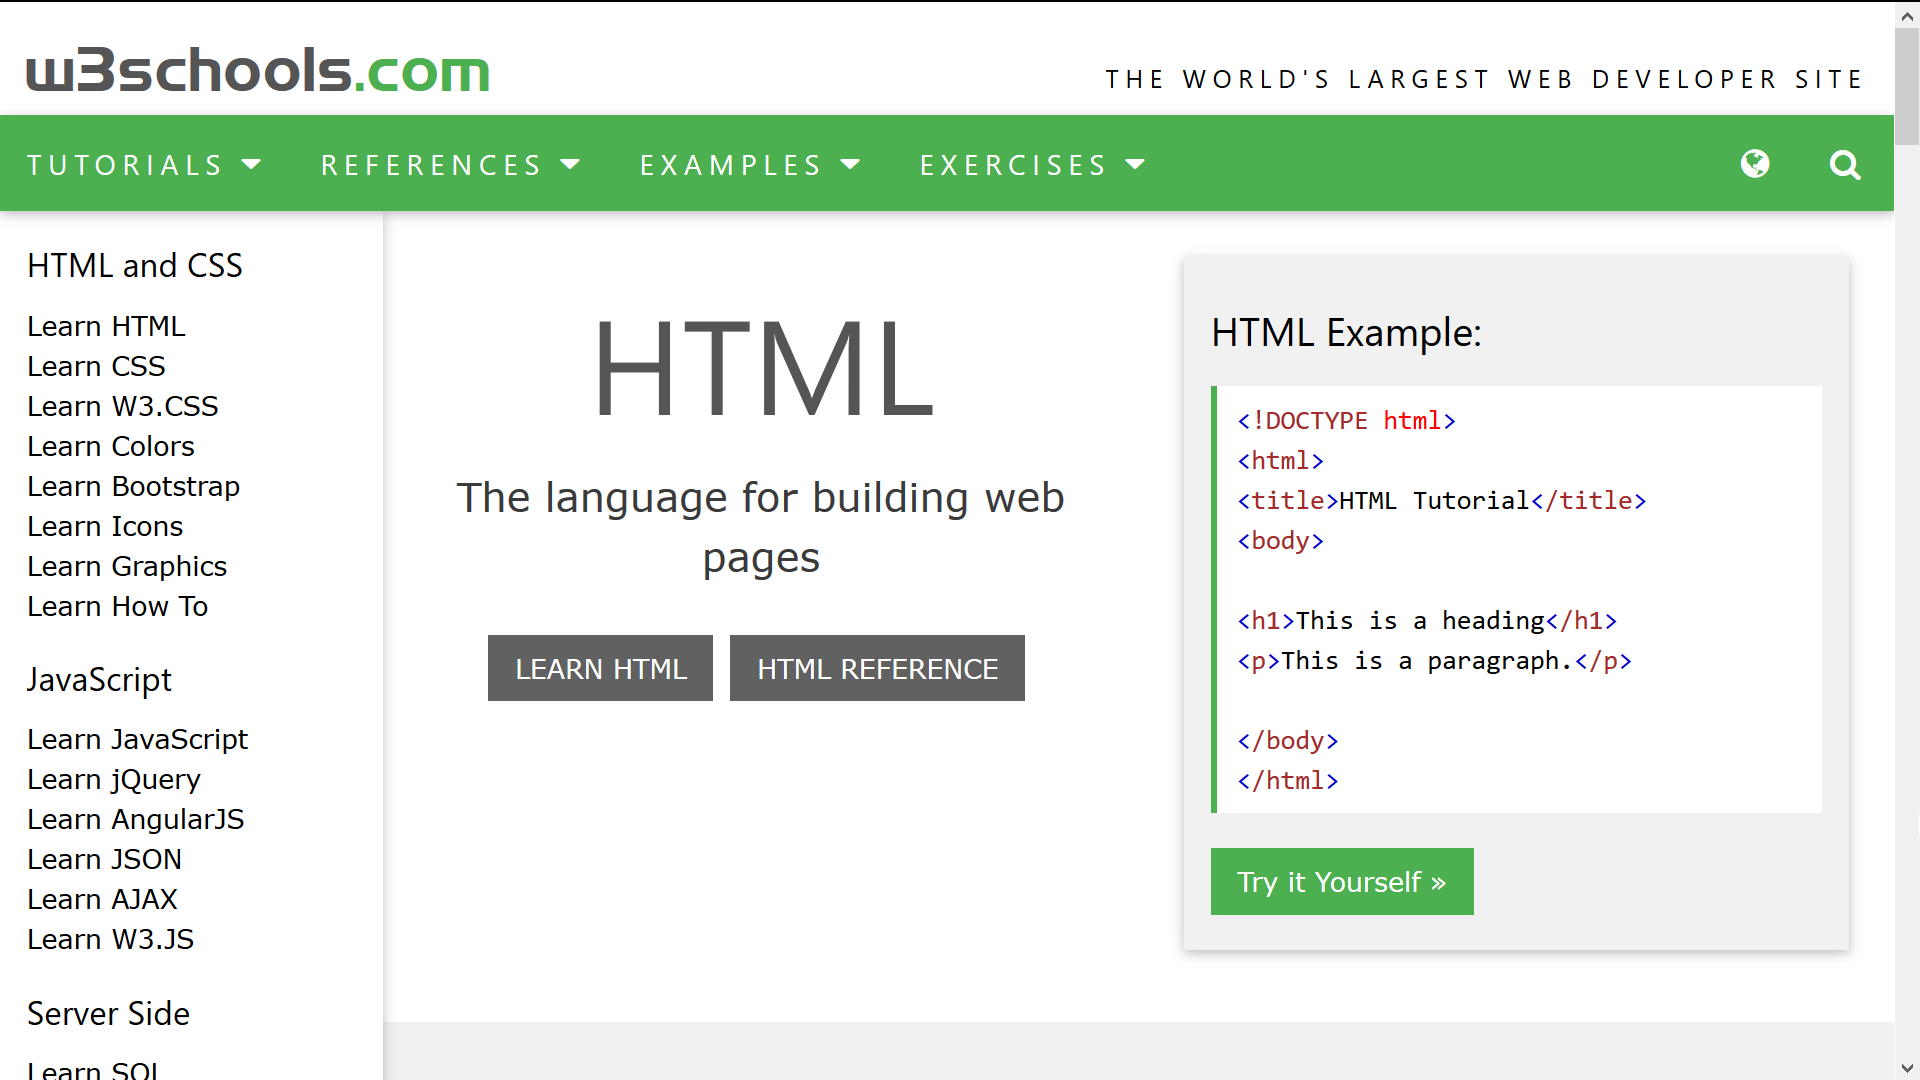 w3schools.com
THE WORLD'S LARGEST WEB DEVELOPER SITE
TUTORIALS REFERENCES EXAMPLES EXERCISES
HTML and CSS
Learn HTML
Learn CSS
Learn W3.CSS
Learn Colors
Learn Bootstrap
Learn Icons
Learn Graphics
Learn How To
JavaScript
Learn JavaScript
Learn jQuery
Learn AngularJS
Learn JSON
Learn AJAX
Learn W3.JS
Server Side
Learn SQL
HTML
The language for building web
pages
LEARN HTML HTML REFERENCE
HTML Example:
<!DOCTYPE html>
<html>
<title>HTML Tutorial</title>
<body>
<h1>This is a heading</h1>
<p>This is a paragraph.</p>
</body>
</html>
Try it Yourself »